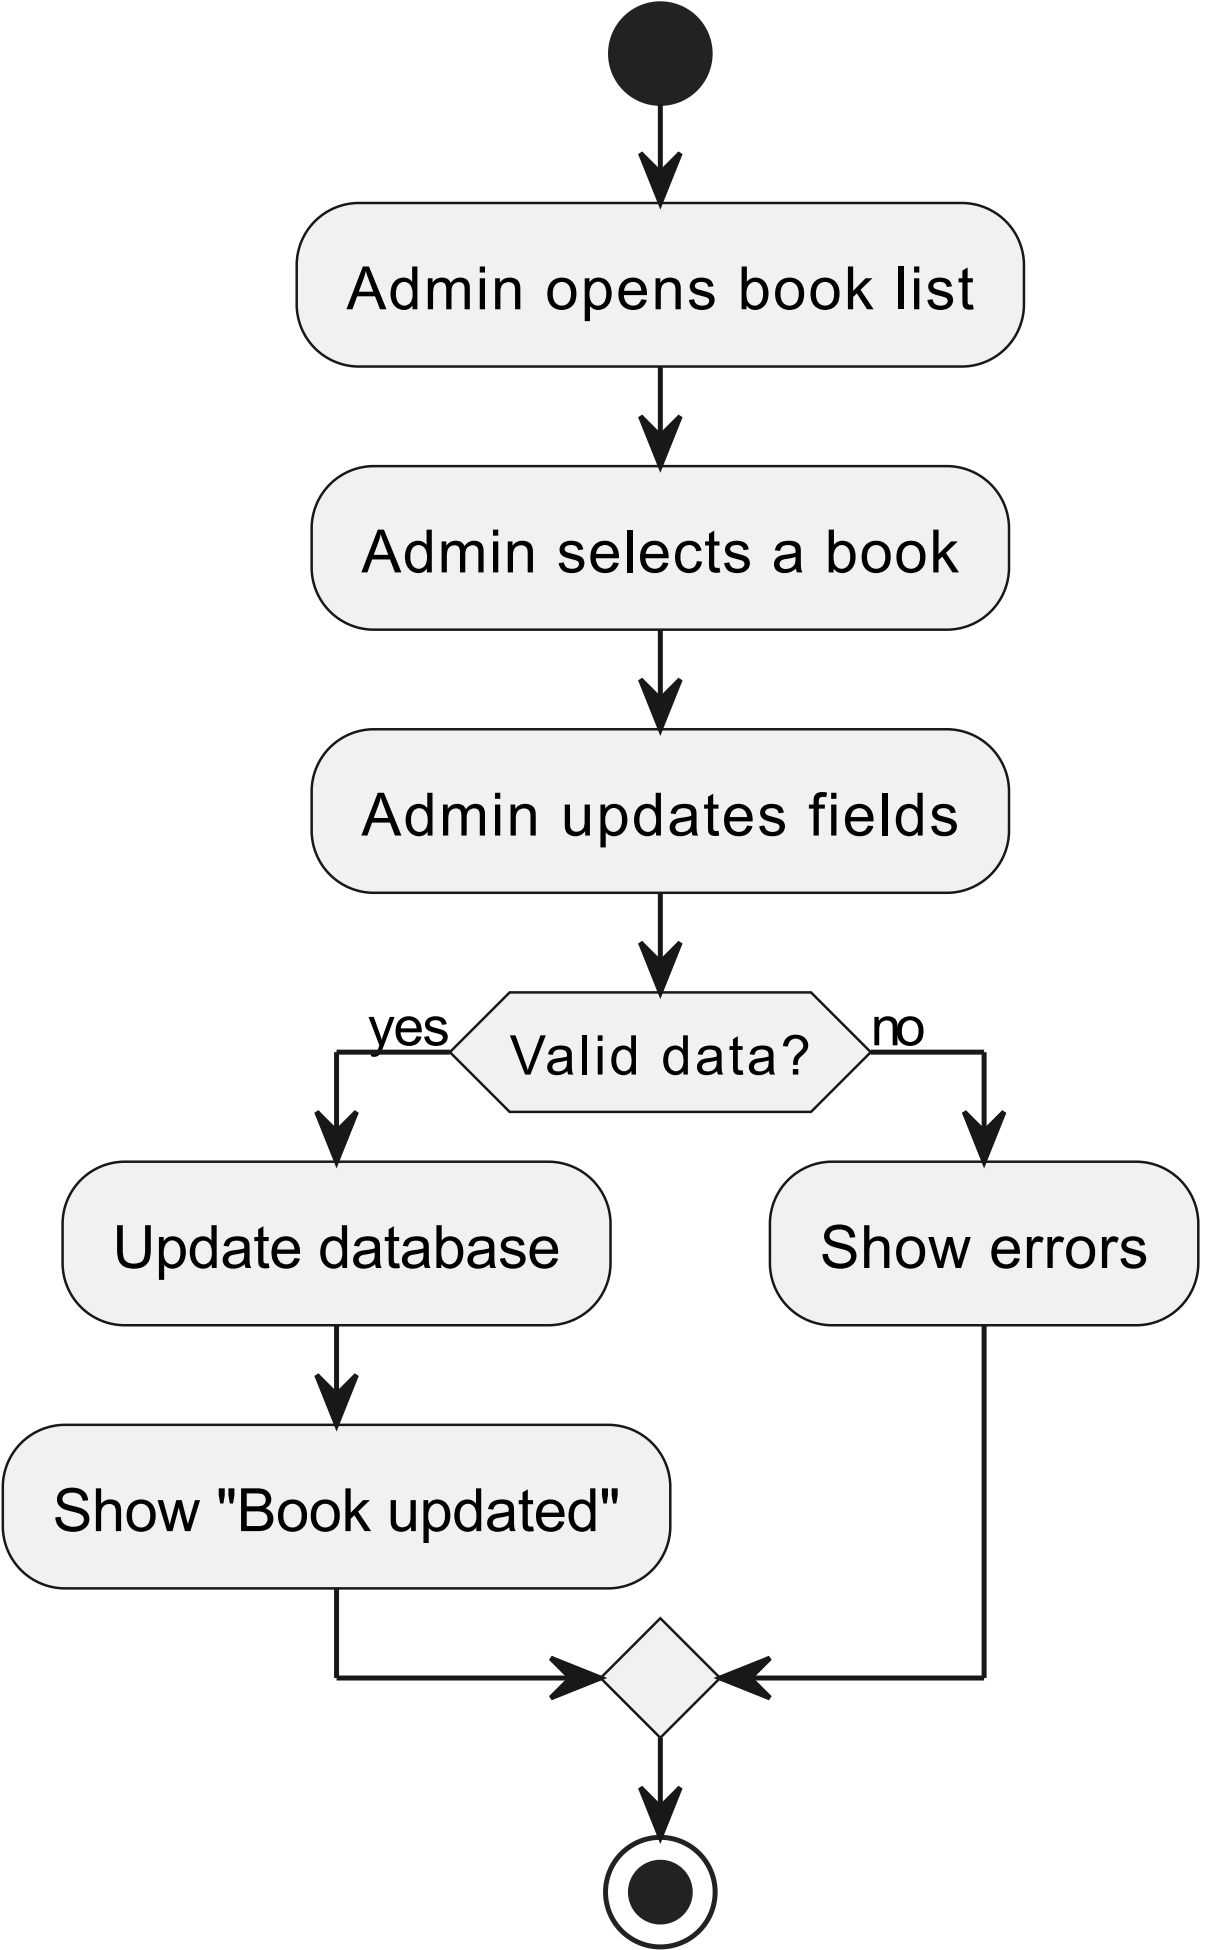 Admin opens book list
Admin selects a book
Admin updates fields
yes
Valid data?
no
Update database
Show errors
Show "Book updated"